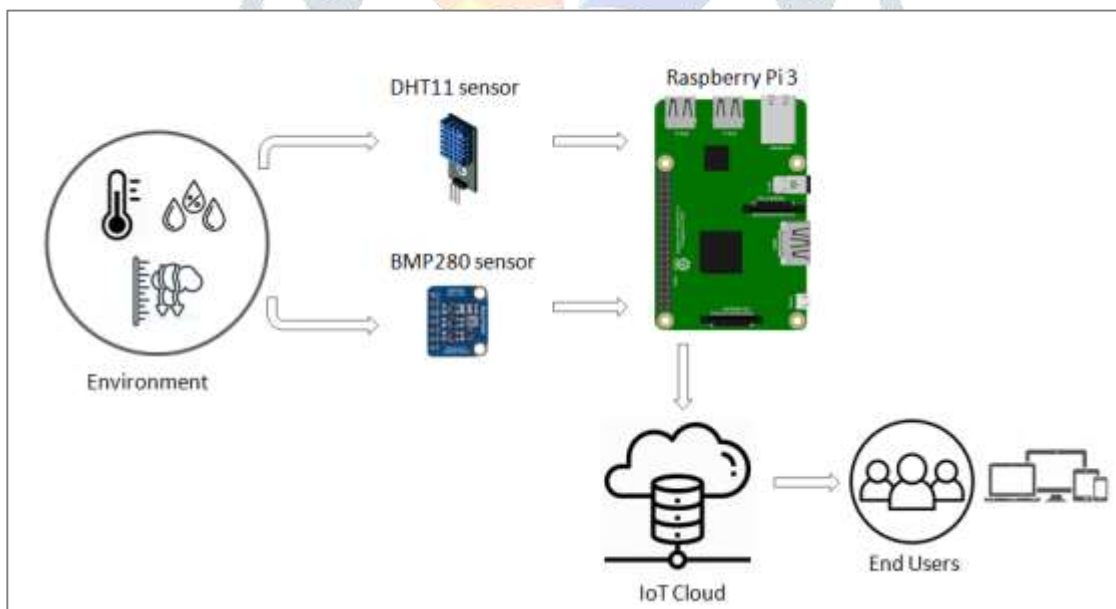 DHT11 sensor
Raspberry Pi 3
BMP280 sensor
Environment
IoT Cloud
End Users